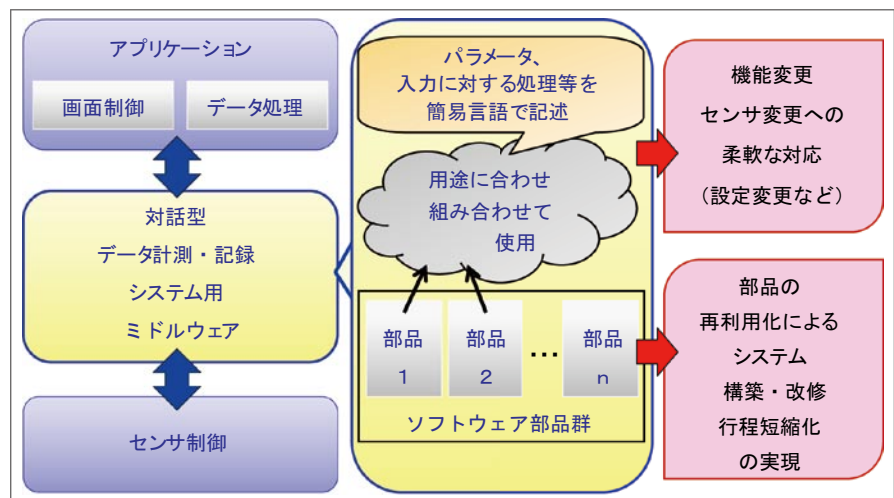 アプリケーション
画面制御
データ処理
対話型
データ計測・記録
システム用
ミドルウェア
センサ制御
パラメータ、
入力に対する処理等を
簡易言語で記述
用途に合わせ
組み合わせて
使用
部品
1
部品
2
…
部品
n
ソフトウェア部品群
機能変更
センサ変更への
柔軟な対応
(設定変更など)
部品の
再利用化による
システム
構築・改修
行程短縮化
の実現